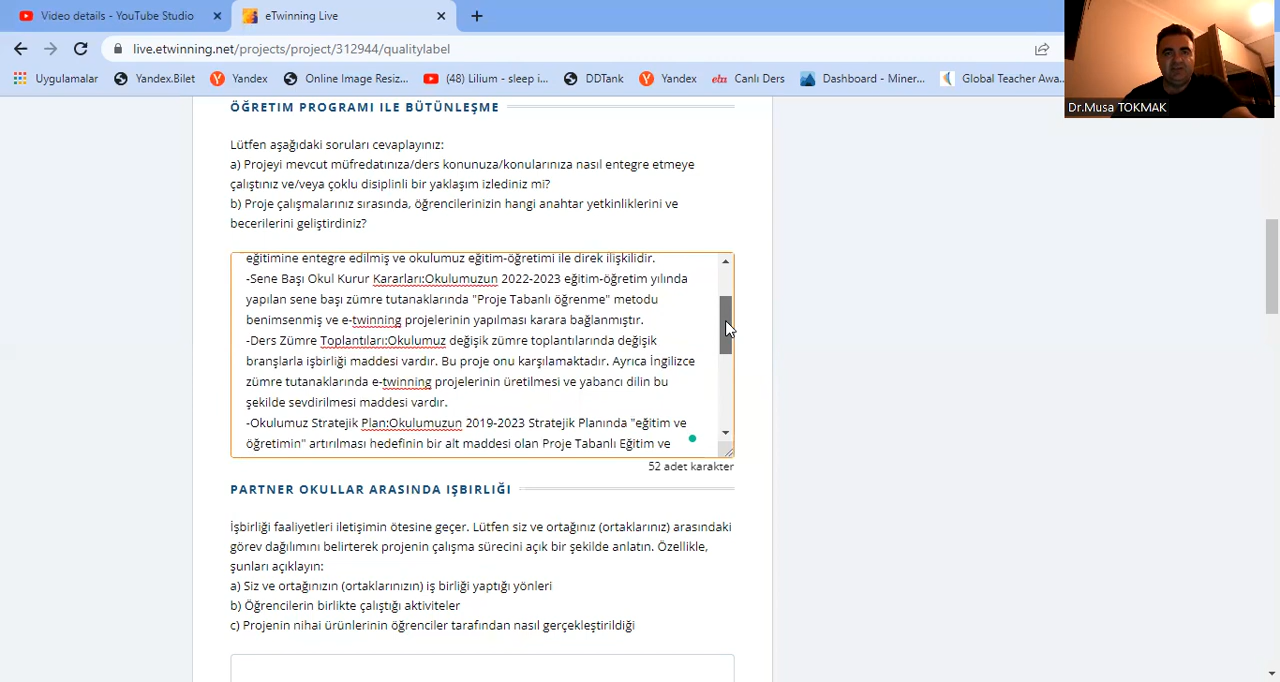 Video details - YouTube Studio
eTwinning Live
live.etwinning.net/projects/project/312944/qualitylabel
Uygulamalar
Yandex.Bilet
Yandex
Online Image Resiz...
(48) Lilium - sleep i...
DDTank
Yandex
eba
Canlı Ders
Dashboard - Miner...
Global Teacher Awa...
Dr.Musa TOKMAK
ÖĞRETIM PROGRAMI ILE BÜTÜNLEŞME
Lütfen aşağıdaki soruları cevaplayınız:
a) Projeyi mevcut müfredatınıza/ders konunuza/konularınıza nasıl entegre etmeye
çalıştınız ve/veya çoklu disiplinli bir yaklaşım izlediniz mi?
b) Proje çalışmalarınız sırasında, öğrencilerinizin hangi anahtar yetkinliklerini ve
becerilerini geliştirdiniz?
eğitimine entegre edilmiş ve okulumuz eğitim-öğretimi ile direk ilişkilidir.
-Sene Başı Okul Kurur Kararları:Okulumuzun 2022-2023 eğitim-öğretim yılında
yapılan sene başı zümre tutanaklarında "Proje Tabanlı öğrenme" metodu
benimsenmiş ve e-twinning projelerinin yapılması karara bağlanmıştır.
-Ders Zümre Toplantıları:Okulumuz değişik zümre toplantılarında değişik
branşlarla işbirliği maddesi vardır. Bu proje onu karşılamaktadır. Ayrıca İngilizce
zümre tutanaklarında e-twinning projelerinin üretilmesi ve yabancı dilin bu
şekilde sevdirilmesi maddesi vardır.
-Okulumuz Stratejik Plan:Okulumuzun 2019-2023 Stratejik Planında "eğitim ve
öğretimin" artırılması hedefinin bir alt maddesi olan Proje Tabanlı Eğitim ve
52 adet karakter
PARTNER OKULLAR ARASINDA IŞBIRLIĞI
İşbirliği faaliyetleri iletişimin ötesine geçer. Lütfen siz ve ortağınız (ortaklarınız) arasındaki
görev dağılımını belirterek projenin çalışma sürecini açık bir şekilde anlatın. Özellikle,
şunları açıklayın:
a) Siz ve ortağınızın (ortaklarınızın) iş birliği yaptığı yönleri
b) Öğrencilerin birlikte çalıştığı aktiviteler
c) Projenin nihai ürünlerinin öğrenciler tarafından nasıl gerçekleştirildiği